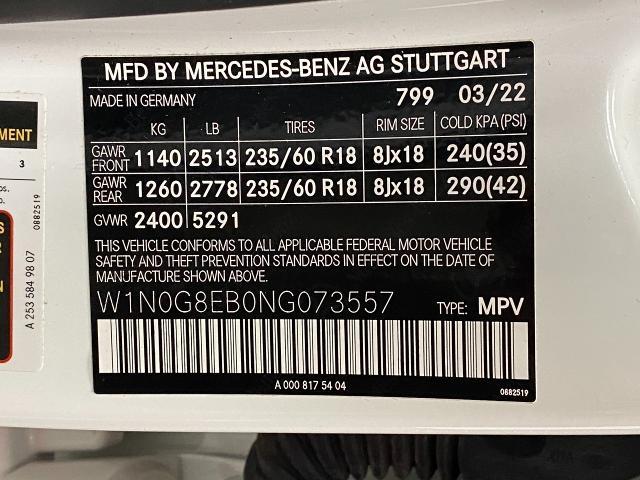 MFD BY MERCEDES-BENZ AG STUTTGART
MADE IN GERMANY 799 03/22
KG LB TIRES RIM SIZE COLD KPA (PSI)
GAWR FRONT 1140 2513 235/60 R18 8Jx18 240(35)
GAWR REAR 1260 2778 235/60 R18 8Jx18 290(42)
GVWR 2400 5291
THIS VEHICLE CONFORMS TO ALL APPLICABLE FEDERAL MOTOR VEHICLE
SAFETY AND THEFT PREVENTION STANDARDS IN EFFECT ON THE DATE
OF MANUFACTURE SHOWN ABOVE.
W1N0G8EB0NG073557 TYPE: MPV
A 000 817 54 04
0882519
MENT
3
0882519
A 253 584 98 07